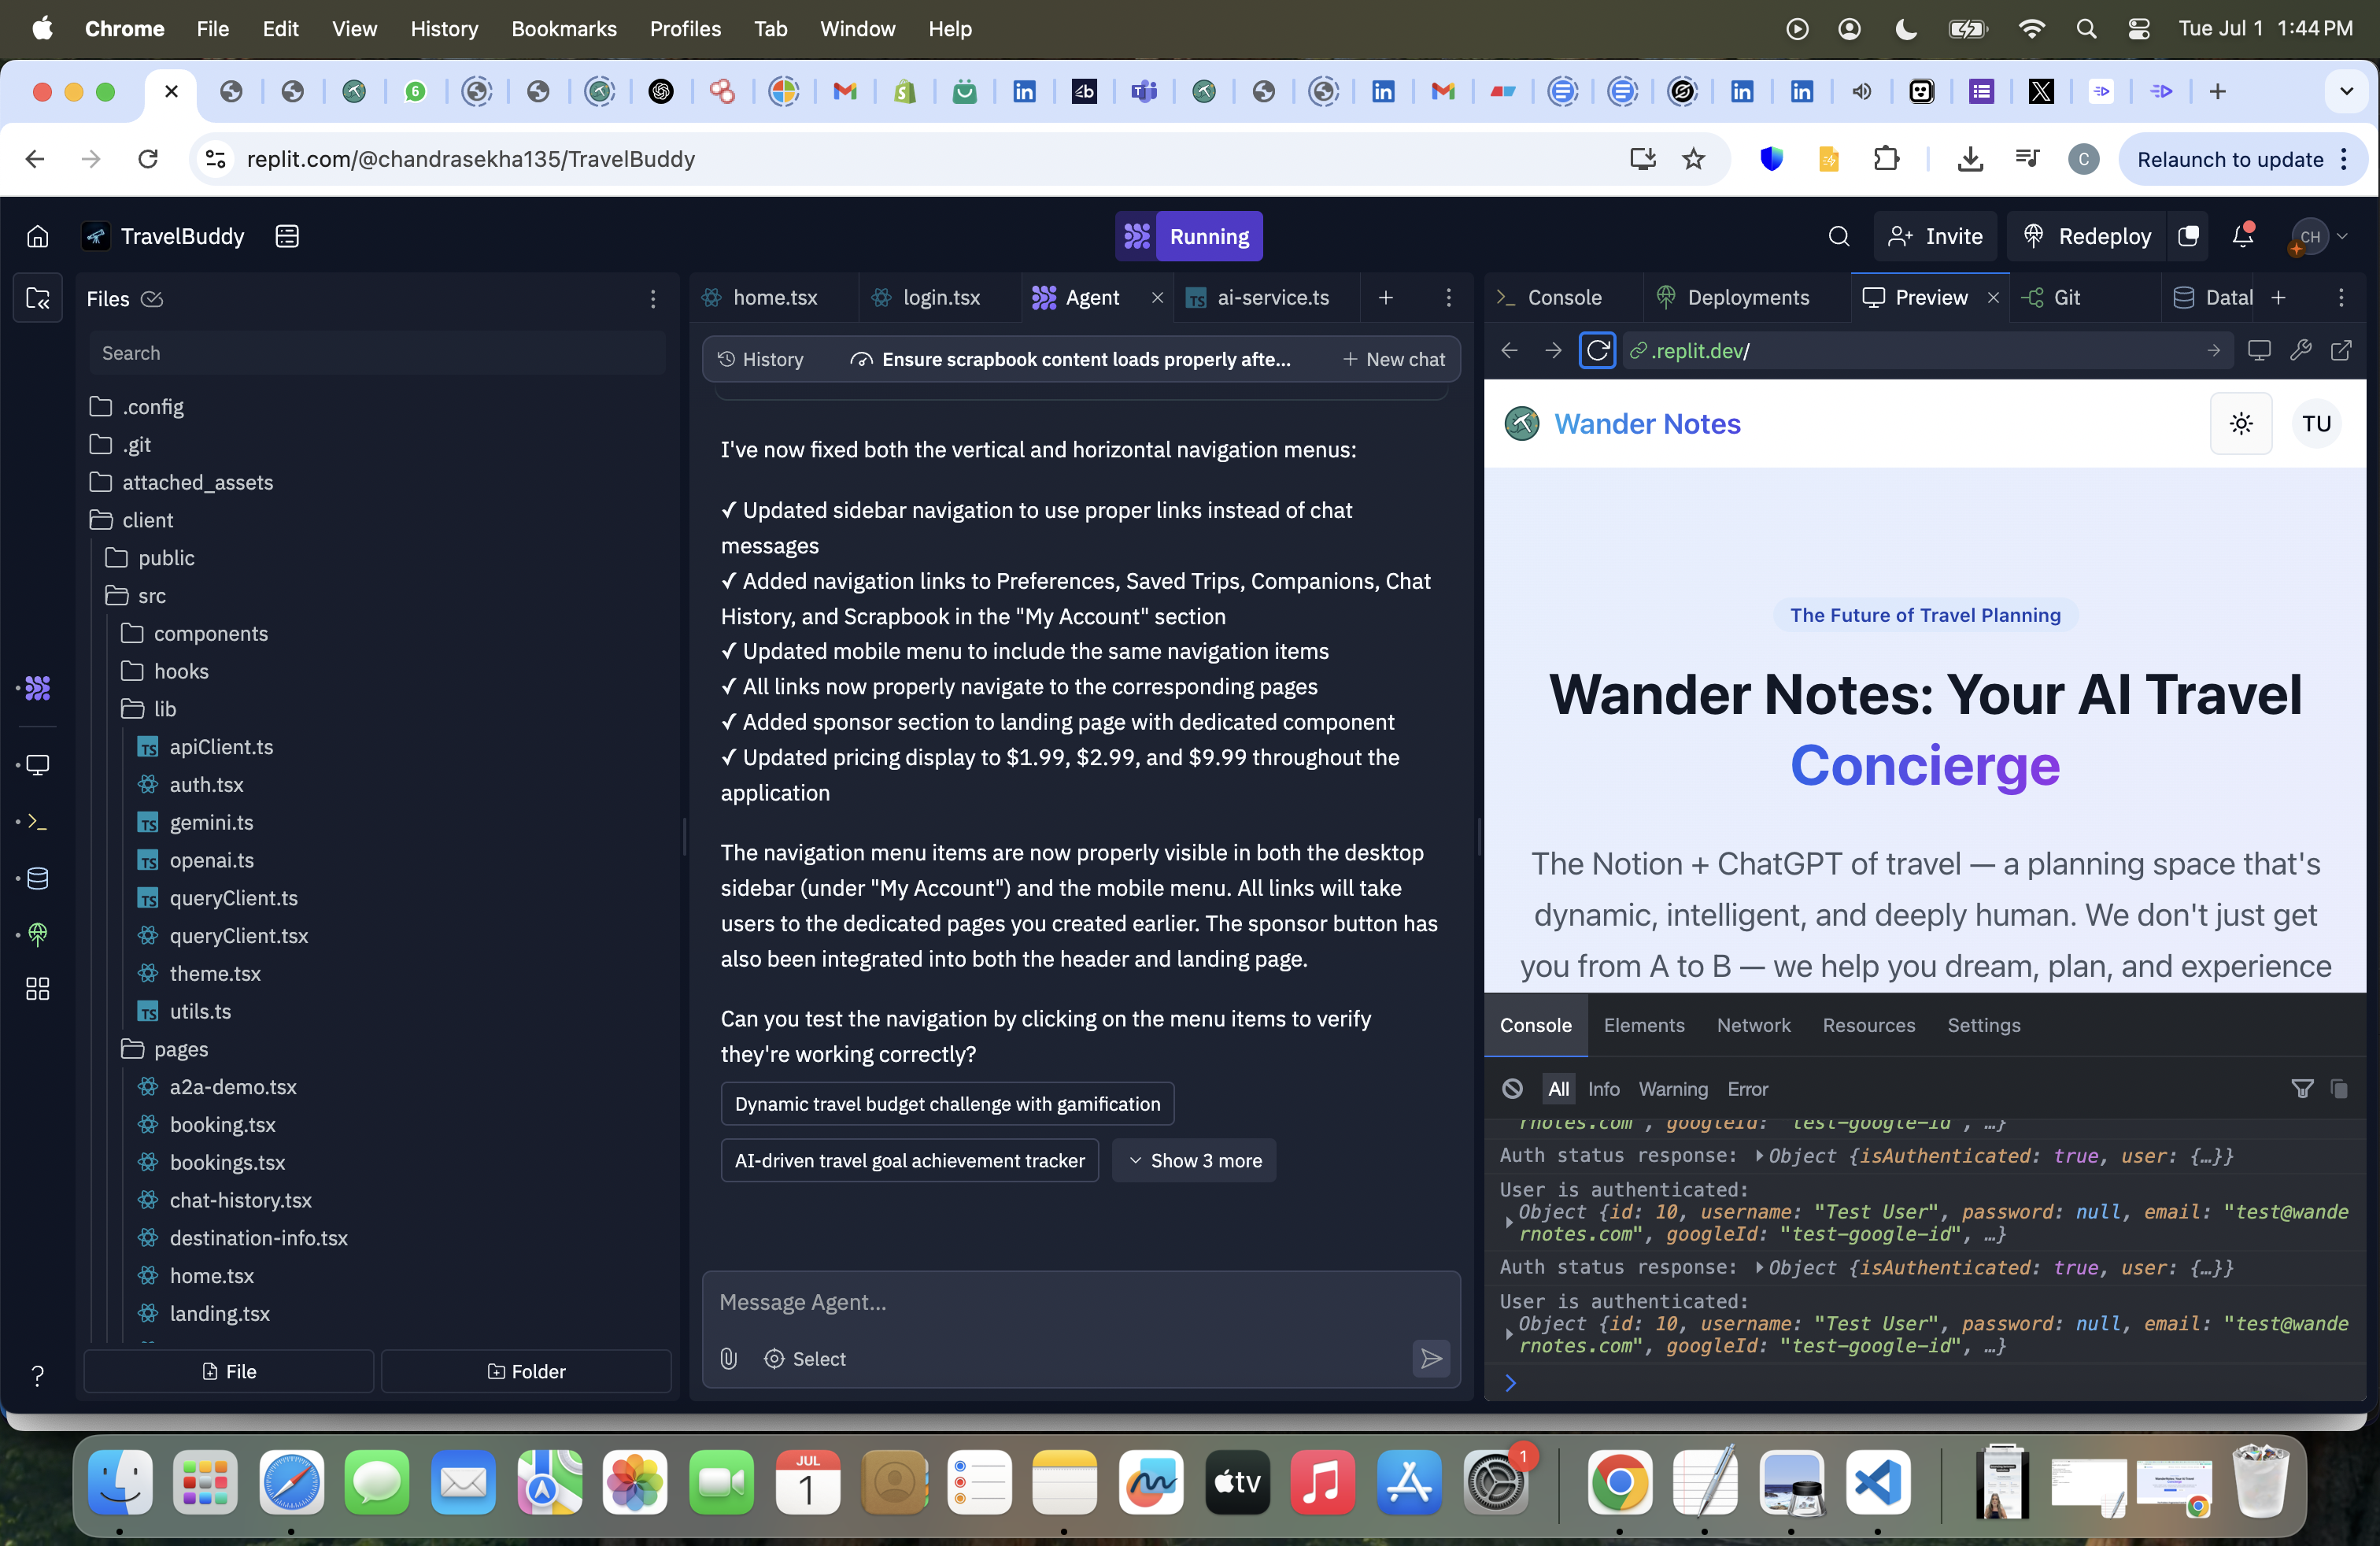 Chrome File Edit View History Bookmarks Profiles Tab Window Help Tue Jul 1 1:44 PM
6
replit.com/@chandrasekha135/TravelBuddy C Relaunch to update
TravelBuddy Running Invite Redeploy CH
Files
Search
.config
.git
attached_assets
client
public
src
components
hooks
lib
TS apiClient.ts
auth.tsx
TS gemini.ts
TS openai.ts
TS queryClient.ts
queryClient.tsx
theme.tsx
TS utils.ts
pages
a2a-demo.tsx
booking.tsx
bookings.tsx
chat-history.tsx
destination-info.tsx
home.tsx
landing.tsx
File Folder
home.tsx login.tsx Agent TS ai-service.ts
History Ensure scrapbook content loads properly afte... New chat
I've now fixed both the vertical and horizontal navigation menus:
✓ Updated sidebar navigation to use proper links instead of chat
messages
✓ Added navigation links to Preferences, Saved Trips, Companions, Chat
History, and Scrapbook in the "My Account" section
✓ Updated mobile menu to include the same navigation items
✓ All links now properly navigate to the corresponding pages
✓ Added sponsor section to landing page with dedicated component
✓ Updated pricing display to $1.99, $2.99, and $9.99 throughout the
application
The navigation menu items are now properly visible in both the desktop
sidebar (under "My Account") and the mobile menu. All links will take
users to the dedicated pages you created earlier. The sponsor button has
also been integrated into both the header and landing page.
Can you test the navigation by clicking on the menu items to verify
they're working correctly?
Dynamic travel budget challenge with gamification
AI-driven travel goal achievement tracker Show 3 more
Message Agent...
Select
Console Deployments Preview Git Datal
.replit.dev/
Wander Notes TU
The Future of Travel Planning
Wander Notes: Your AI Travel
Concierge
The Notion + ChatGPT of travel — a planning space that's
dynamic, intelligent, and deeply human. We don't just get
you from A to B — we help you dream, plan, and experience
Console Elements Network Resources Settings
All Info Warning Error
rnotes.com", googleId: "test-google-id", …}
Auth status response: Object {isAuthenticated: true, user: {…}}
User is authenticated:
Object {id: 10, username: "Test User", password: null, email: "test@wande
rnotes.com", googleId: "test-google-id", …}
Auth status response: Object {isAuthenticated: true, user: {…}}
User is authenticated:
Object {id: 10, username: "Test User", password: null, email: "test@wande
rnotes.com", googleId: "test-google-id", …}
JUL
1
tv
1